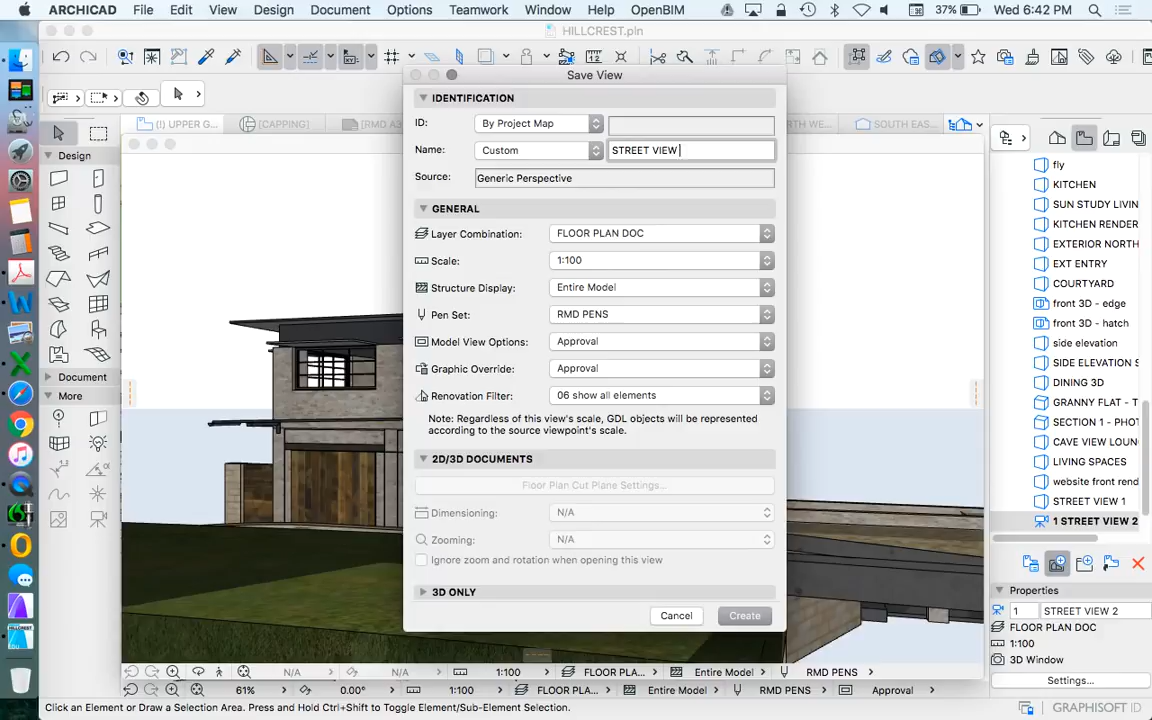 ARCHICAD File Edit View Design Document Options Teamwork Window Help OpenBIM 37% Wed 6:42 PM
HILLCREST.pln
Save View
(!) UPPER G... [CAPPING] [RMD A3 RTH WE... SOUTH EAS...
Design
Document
More
IDENTIFICATION
ID: By Project Map
Name: Custom STREET VIEW
Source: Generic Perspective
GENERAL
Layer Combination: FLOOR PLAN DOC
Scale: 1:100
Structure Display: Entire Model
Pen Set: RMD PENS
Model View Options: Approval
Graphic Override: Approval
Renovation Filter: 06 show all elements
Note: Regardless of this view's scale, GDL objects will be represented
according to the source viewpoint's scale.
2D/3D DOCUMENTS
Floor Plan Cut Plane Settings...
Dimensioning: N/A
Zooming: N/A
Ignore zoom and rotation when opening this view
3D ONLY
Cancel Create
fly
KITCHEN
SUN STUDY LIVING
KITCHEN RENDER
EXTERIOR NORTH
EXT ENTRY
COURTYARD
front 3D - edge
front 3D - hatch
side elevation
SIDE ELEVATION S
DINING 3D
GRANNY FLAT - T
SECTION 1 - PHOT
CAVE VIEW LOUN
LIVING SPACES
website front rend
STREET VIEW 1
1 STREET VIEW 2
Properties
1 STREET VIEW 2
FLOOR PLAN DOC
1:100
3D Window
Settings...
N/A N/A 1:100 FLOOR PLA... Entire Model RMD PENS
61% 0.00° 1:100 FLOOR PLA... Entire Model RMD PENS Approval
Click an Element or Draw a Selection Area. Press and Hold Ctrl+Shift to Toggle Element/Sub-Element Selection.
GRAPHISOFT ID